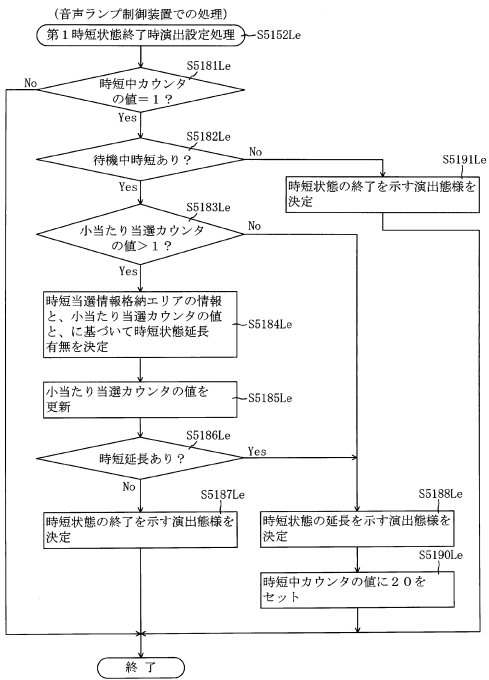 (音声ランプ制御装置での処理)
第1時短状態終了時演出設定処理
S5152Le
S5181Le
No
時短中カウンタ
の値=1?
Yes
S5182Le
待機中時短あり?
No
S5191Le
Yes
時短状態の終了を示す演出態様を
決定
S5183Le
小当たり当選カウンタ
の値>1?
No
Yes
時短当選情報格納エリアの情報
と、小当たり当選カウンタの値
と、に基づいて時短状態延長
有無を決定
S5184Le
小当たり当選カウンタの値を
更新
S5185Le
S5186Le
時短延長あり?
Yes
No
S5187Le
時短状態の終了を示す演出態様を
決定
S5188Le
時短状態の延長を示す演出態様を
決定
S5190Le
時短中カウンタの値に20を
セット
終了